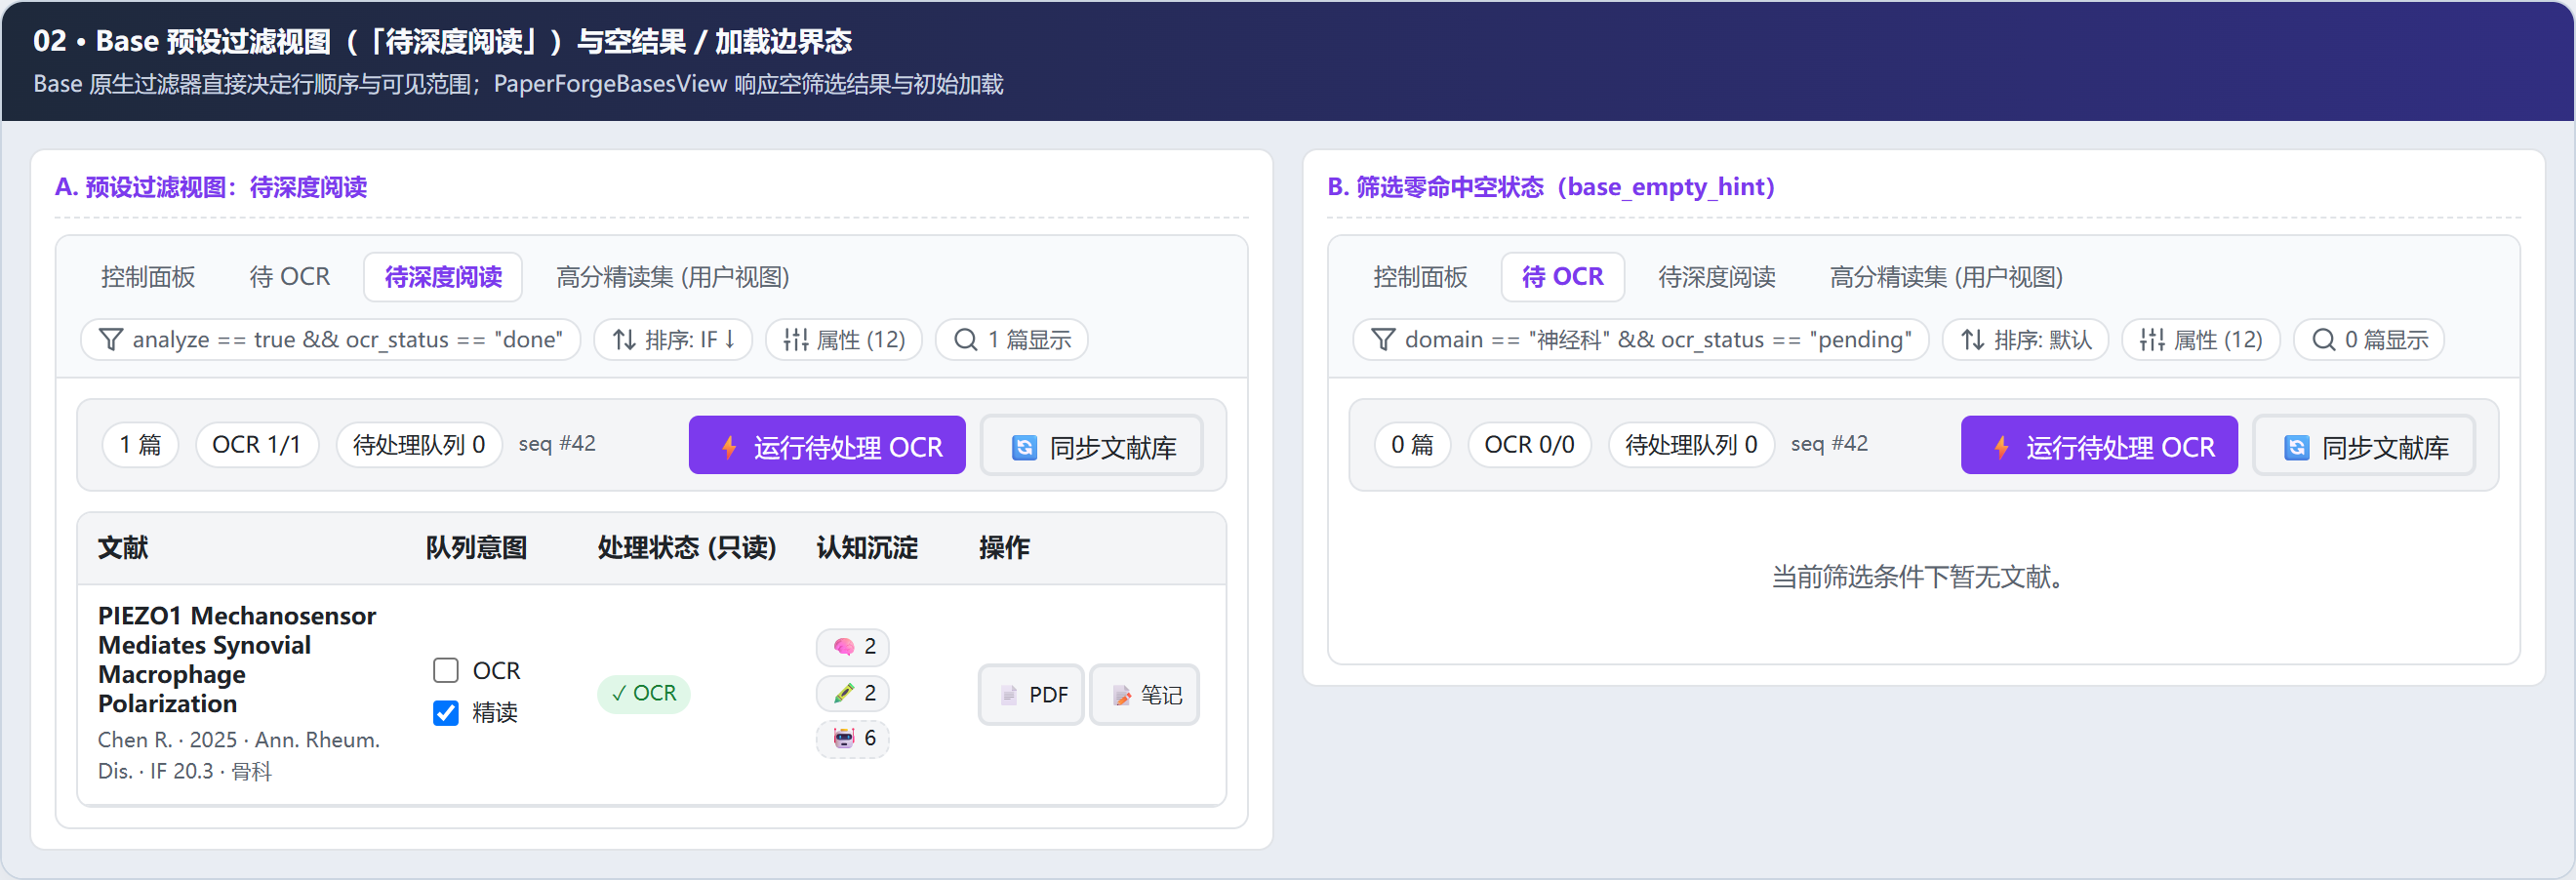 02 • Base 预设过滤视图（「待深度阅读」）与空结果 / 加载边界态
Base 原生过滤器直接决定行顺序与可见范围；PaperForgeBasesView 响应空筛选结果与初始加载
A. 预设过滤视图：待深度阅读
控制面板 待 OCR 待深度阅读 高分精读集 (用户视图)
analyze == true && ocr_status == "done" 排序: IF ↓ 属性 (12) 1 篇显示
1 篇 OCR 1/1 待处理队列 0 seq #42 ⚡ 运行待处理 OCR 🔄 同步文献库
文献 队列意图 处理状态 (只读) 认知沉淀 操作
PIEZO1 Mechanosensor
Mediates Synovial
Macrophage
Polarization
Chen R. · 2025 · Ann. Rheum.
Dis. · IF 20.3 · 骨科
OCR
精读
✓ OCR
🧠 2
🖍 2
🤖 6
📄 PDF 📝 笔记
B. 筛选零命中空状态（base_empty_hint）
控制面板 待 OCR 待深度阅读 高分精读集 (用户视图)
domain == "神经科" && ocr_status == "pending" 排序: 默认 属性 (12) 0 篇显示
0 篇 OCR 0/0 待处理队列 0 seq #42 ⚡ 运行待处理 OCR 🔄 同步文献库
当前筛选条件下暂无文献。